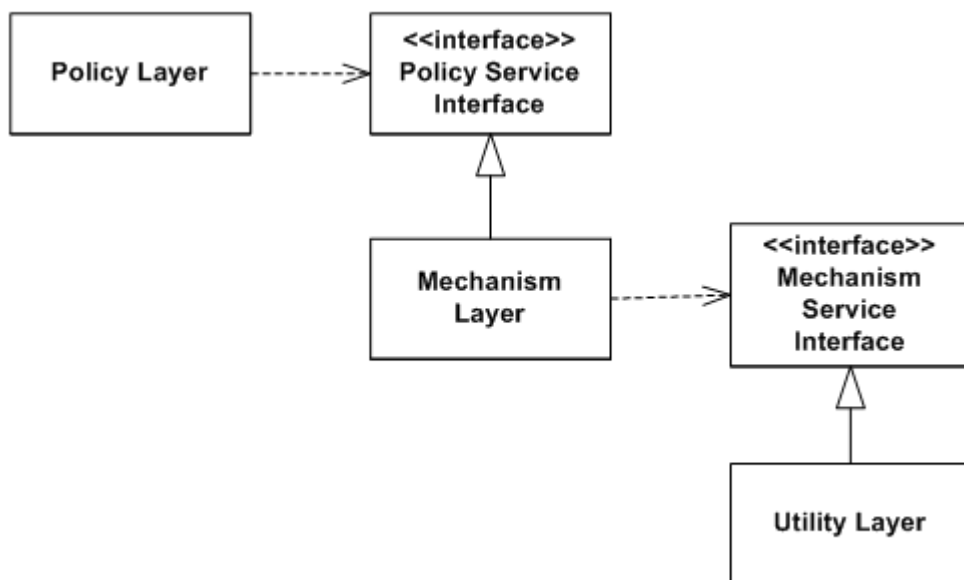 Policy Layer
<<interface>>
Policy Service
Interface
Mechanism
Layer
<<interface>>
Mechanism
Service
Interface
Utility Layer